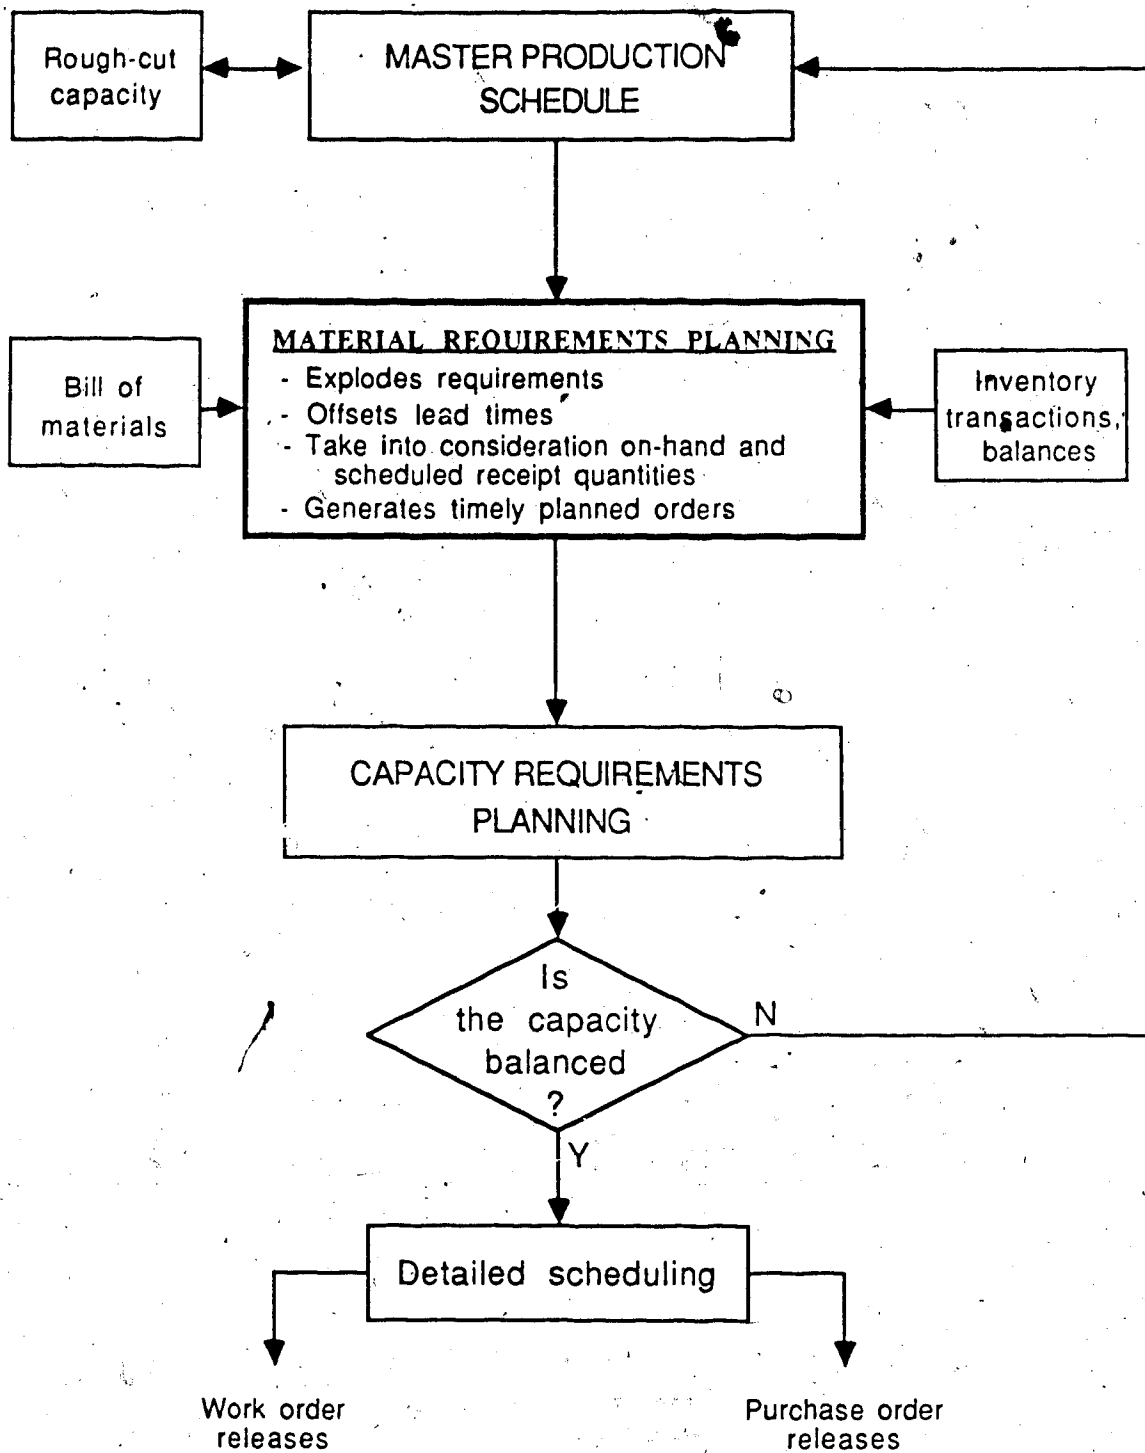 Rough-cut
capacity
MASTER PRODUCTION
SCHEDULE
MATERIAL REQUIREMENTS PLANNING
- Explodes requirements
- Offsets lead times
- Take into consideration on-hand and
scheduled receipt quantities
- Generates timely planned orders
Bill of
materials
Inventory
transactions,
balances
CAPACITY REQUIREMENTS
PLANNING
Is
the capacity
balanced
?
N
Y
Detailed scheduling
Work order
releases
Purchase order
releases